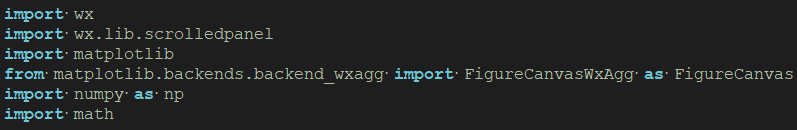 import wx
import wx.lib.scrolledpanel
import matplotlib
from matplotlib.backends.backend_wxagg import FigureCanvasWxAgg as FigureCanvas
import numpy as np
import math